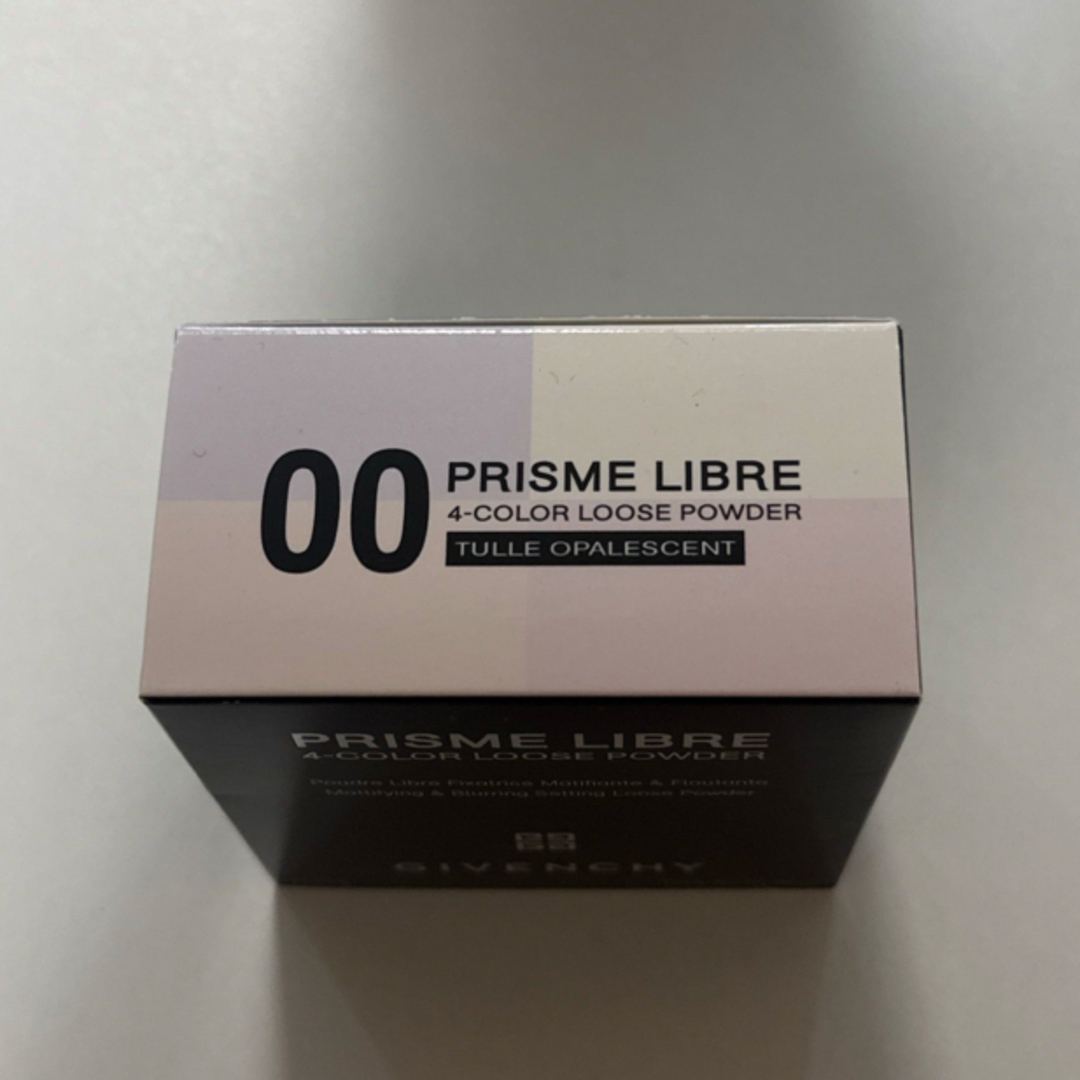 00
PRISME LIBRE
4-COLOR LOOSE POWDER
TULLE OPALESCENT
PRISME LIBRE
4-COLOR LOOSE POWDER
Poudre Libre Fixatrice Matifiante & Floutante
Mattifying & Blurring Setting Loose Powder
GIVENCHY